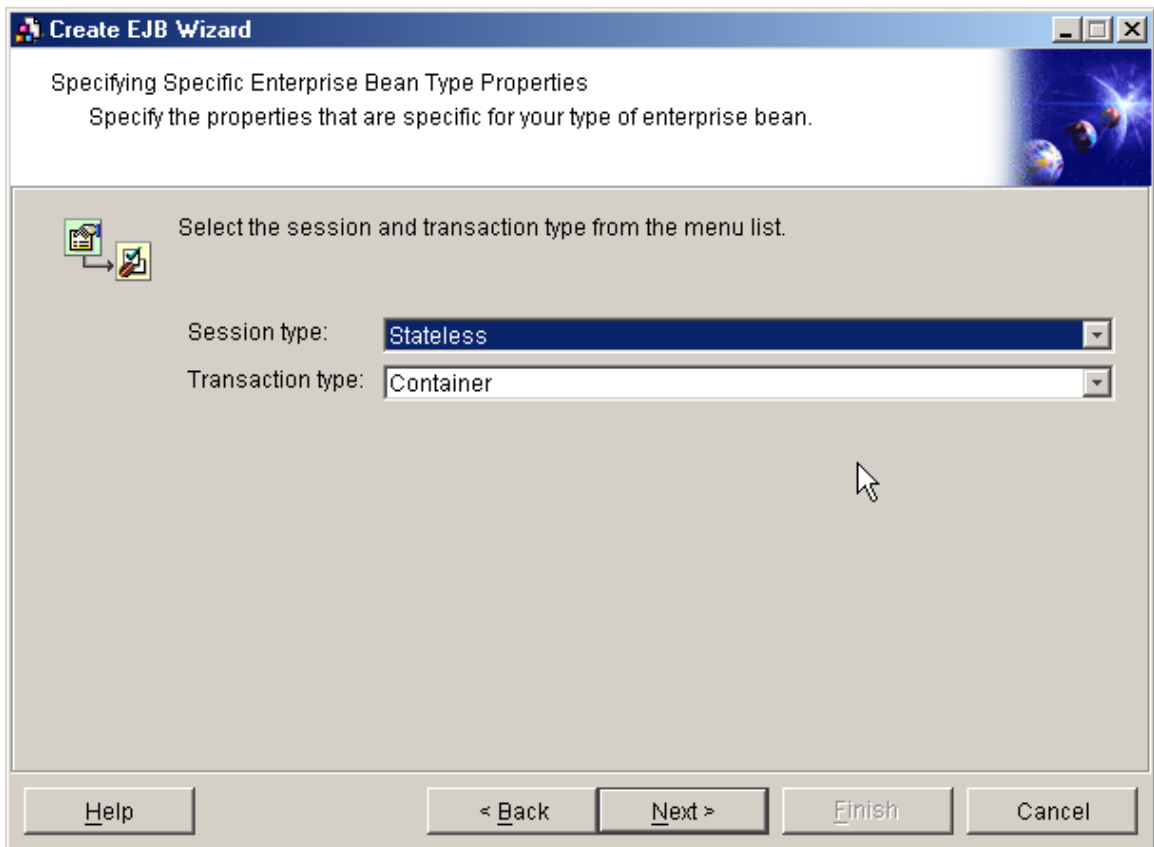 Create EJB Wizard
Specifying Specific Enterprise Bean Type Properties
Specify the properties that are specific for your type of enterprise bean.
Select the session and transaction type from the menu list.
Session type: Stateless
Transaction type: Container
Help < Back Next > Finish Cancel